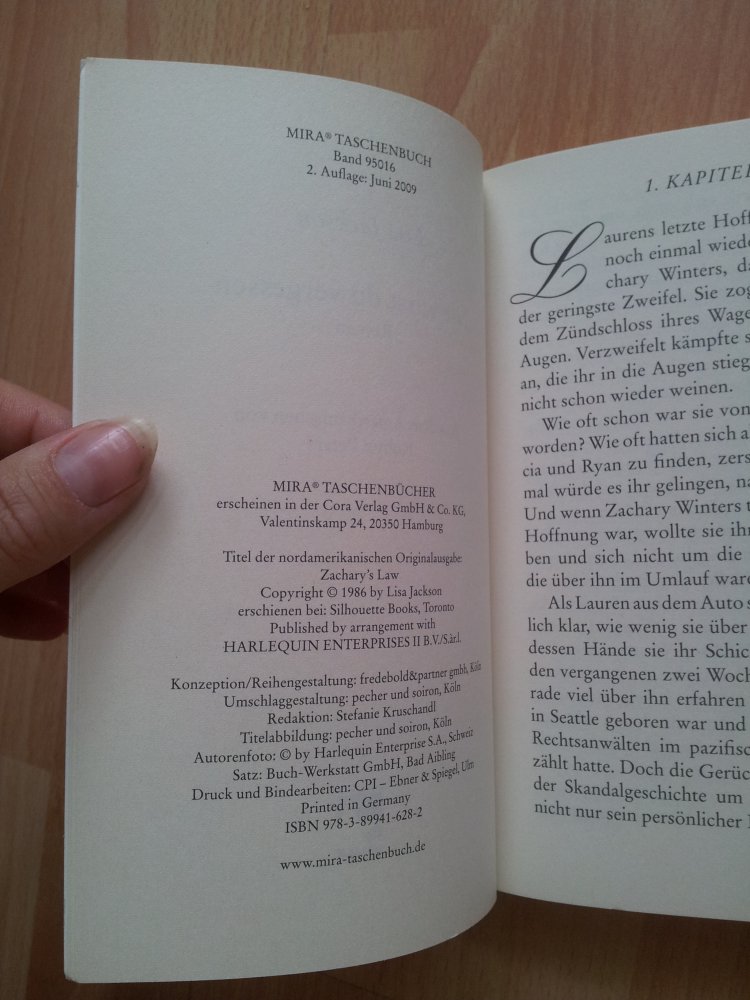 MIRA® TASCHENBUCH
Band 95016
2. Auflage: Juni 2009
MIRA® TASCHENBÜCHER
erscheinen in der Cora Verlag GmbH & Co. KG,
Valentinskamp 24, 20350 Hamburg
Titel der nordamerikanischen Originalausgabe:
Zachary's Law
Copyright © 1986 by Lisa Jackson
erschienen bei: Silhouette Books, Toronto
Published by arrangement with
HARLEQUIN ENTERPRISES II B.V./S.àr.l.
Konzeption/Reihengestaltung: fredebold&partner gmbh, Köln
Umschlaggestaltung: pecher und soiron, Köln
Redaktion: Stefanie Kruschandl
Titelabbildung: pecher und soiron, Köln
Autorenfoto: © by Harlequin Enterprise S.A., Schweiz
Satz: Buch-Werkstatt GmbH, Bad Aibling
Druck und Bindearbeiten: CPI – Ebner & Spiegel, Ulm
Printed in Germany
ISBN 978-3-89941-628-2
www.mira-taschenbuch.de
1. KAPITEL
Laurens letzte Hoff
noch einmal wiede
chary Winters, da
der geringste Zweifel. Sie zog
dem Zündschloss ihres Wage
Augen. Verzweifelt kämpfte s
an, die ihr in die Augen stieg
nicht schon wieder weinen.
Wie oft schon war sie von
worden? Wie oft hatten sich a
cia und Ryan zu finden, zers
mal würde es ihr gelingen, na
Und wenn Zachary Winters t
Hoffnung war, wollte sie ihn
ben und sich nicht um die
die über ihn im Umlauf ware
Als Lauren aus dem Auto s
lich klar, wie wenig sie über
dessen Hände sie ihr Schic
den vergangenen zwei Woch
rade viel über ihn erfahren
in Seattle geboren war und
Rechtsanwälten im pazifisc
zählt hatte. Doch die Gerüc
der Skandalgeschichte um
nicht nur sein persönlicher